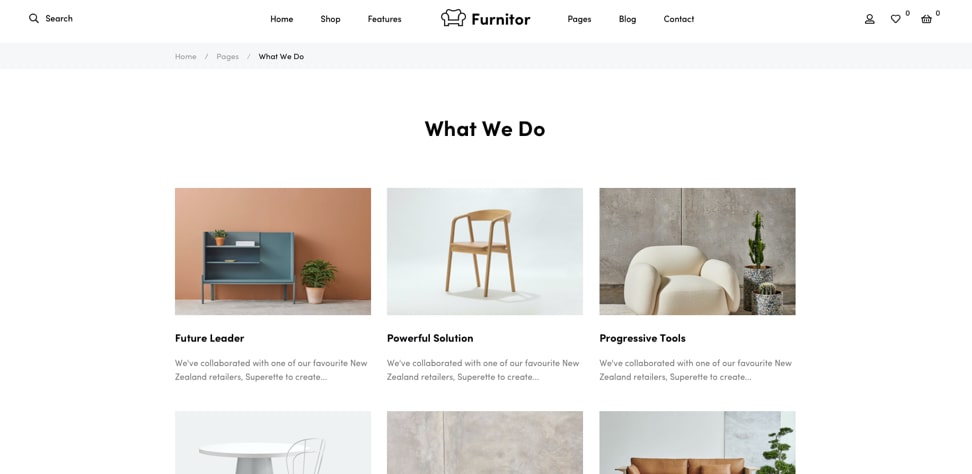 Search
Home Shop Features Furnitor Pages Blog Contact 0 0
Home / Pages / What We Do
What We Do
Future Leader
We've collaborated with one of our favourite New
Zealand retailers, Superette to create...
Powerful Solution
We've collaborated with one of our favourite New
Zealand retailers, Superette to create...
Progressive Tools
We've collaborated with one of our favourite New
Zealand retailers, Superette to create...